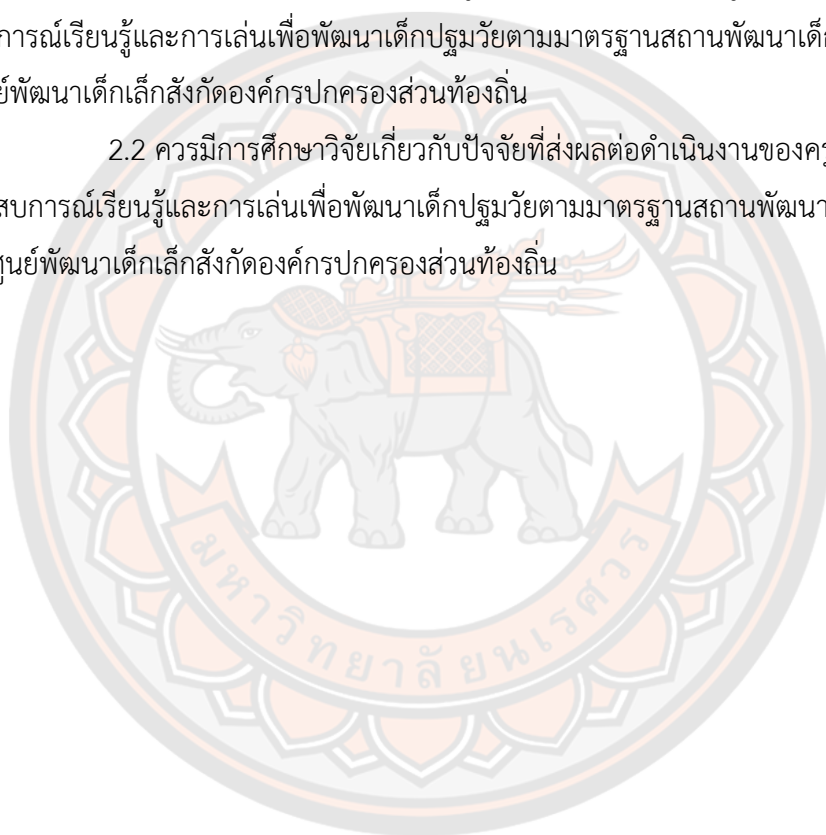 การณ์เรียนรู้และการเล่นเพื่อพัฒนาเด็กปฐมวัยตามมาตรฐานสถานพัฒนาเด็ก
พัฒนาเด็กเล็กสังกัดองค์กรปกครองส่วนท้องถิ่น
2.2 ควรมีการศึกษาวิจัยเกี่ยวกับปัจจัยที่ส่งผลต่อดำเนินงานของครู
สบการณ์เรียนรู้และการเล่นเพื่อพัฒนาเด็กปฐมวัยตามมาตรฐานสถานพัฒนา
ศูนย์พัฒนาเด็กเล็กสังกัดองค์กรปกครองส่วนท้องถิ่น
มหาวิทยาลัยนเรศวร